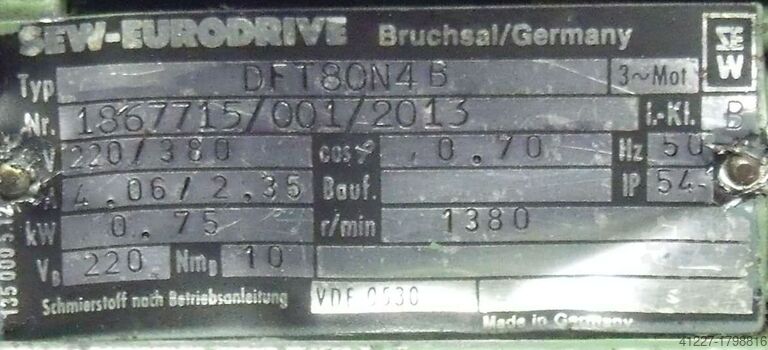 SEW-EURODRIVE Bruchsal/Germany SEW
Typ DFT80N4B 3~Mot
Nr. 1867715/001/2013 I.-Kl. B
V 220/380 cosφ 0.70 Hz 50
A 4.06/2.35 Bauf. IP 54
kW 0.75 r/min 1380
VB 220 NmB 10
Schmierstoff nach Betriebsanleitung VDE 0530
Made in Germany
41227-1798816